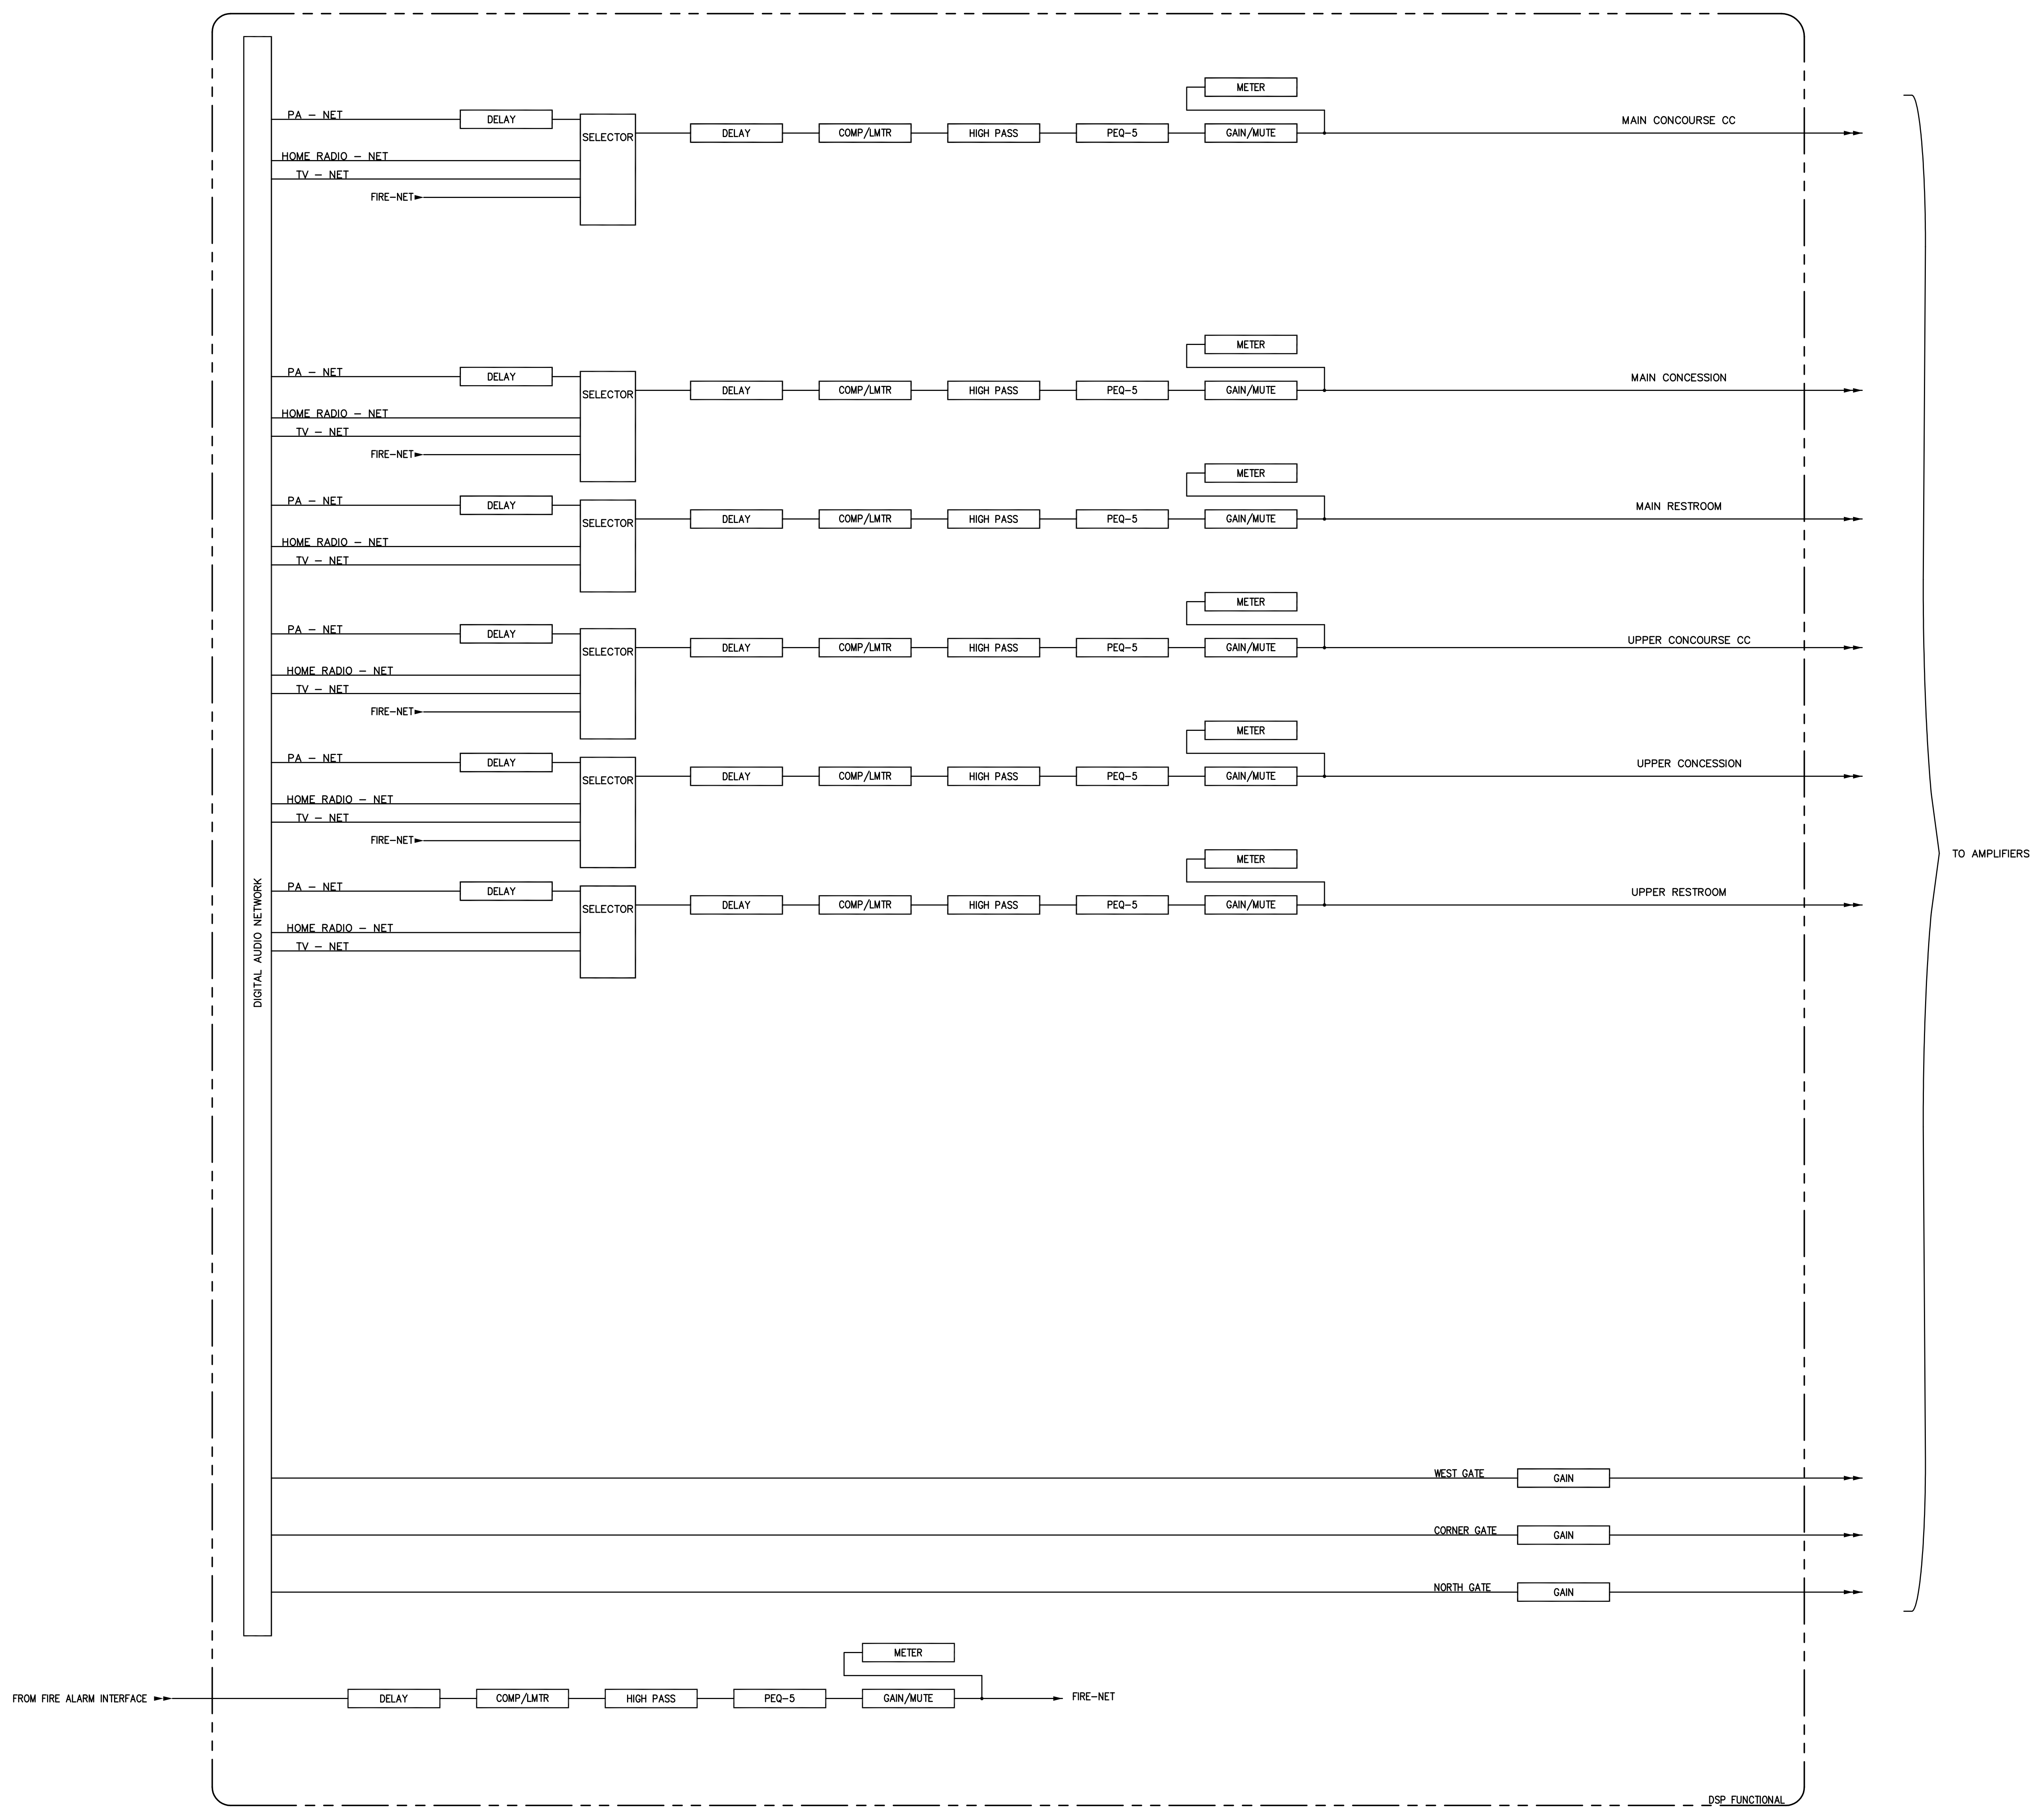 METER
PA – NET
DELAY
SELECTOR
DELAY
COMP/LMTR
HIGH PASS
PEQ–5
GAIN/MUTE
MAIN CONCOURSE CC
HOME RADIO – NET
TV – NET
FIRE–NET
METER
PA – NET
DELAY
SELECTOR
DELAY
COMP/LMTR
HIGH PASS
PEQ–5
GAIN/MUTE
MAIN CONCESSION
HOME RADIO – NET
TV – NET
FIRE–NET
METER
PA – NET
DELAY
SELECTOR
DELAY
COMP/LMTR
HIGH PASS
PEQ–5
GAIN/MUTE
MAIN RESTROOM
HOME RADIO – NET
TV – NET
METER
PA – NET
DELAY
SELECTOR
DELAY
COMP/LMTR
HIGH PASS
PEQ–5
GAIN/MUTE
UPPER CONCOURSE CC
HOME RADIO – NET
TV – NET
FIRE–NET
METER
PA – NET
DELAY
SELECTOR
DELAY
COMP/LMTR
HIGH PASS
PEQ–5
GAIN/MUTE
UPPER CONCESSION
HOME RADIO – NET
TV – NET
FIRE–NET
METER
PA – NET
DELAY
SELECTOR
DELAY
COMP/LMTR
HIGH PASS
PEQ–5
GAIN/MUTE
UPPER RESTROOM
HOME RADIO – NET
TV – NET
DIGITAL AUDIO NETWORK
TO AMPLIFIERS
WEST GATE
GAIN
CORNER GATE
GAIN
NORTH GATE
GAIN
METER
FROM FIRE ALARM INTERFACE
DELAY
COMP/LMTR
HIGH PASS
PEQ–5
GAIN/MUTE
FIRE–NET
DSP FUNCTIONAL